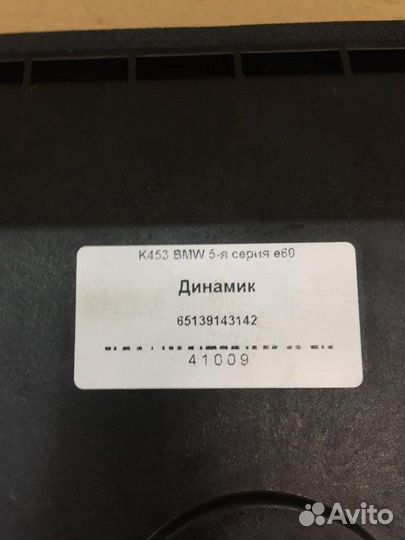 K453 BMW 5-я серия e60
Динамик
65139143142
41009
Avito